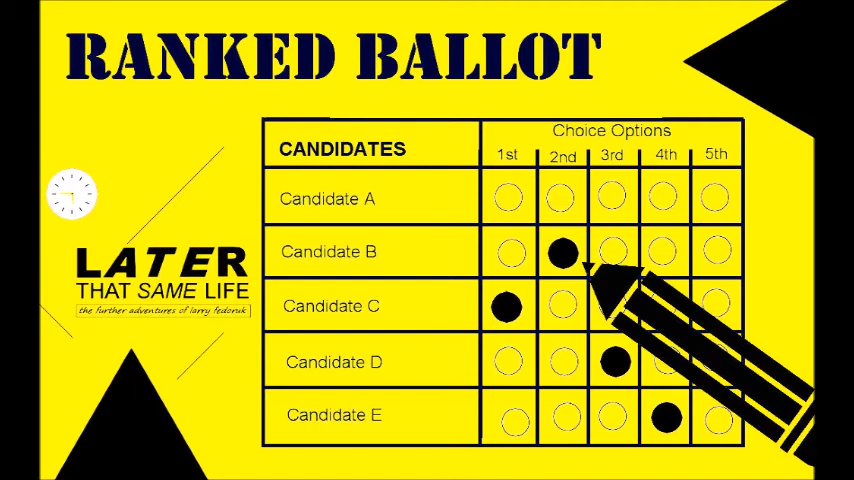 RANKED BALLOT
CANDIDATES
Choice Options
1st 2nd 3rd 4th 5th
Candidate A
Candidate B
Candidate C
Candidate D
Candidate E
LATER
THAT SAME LIFE
the further adventures of larry fedoruk